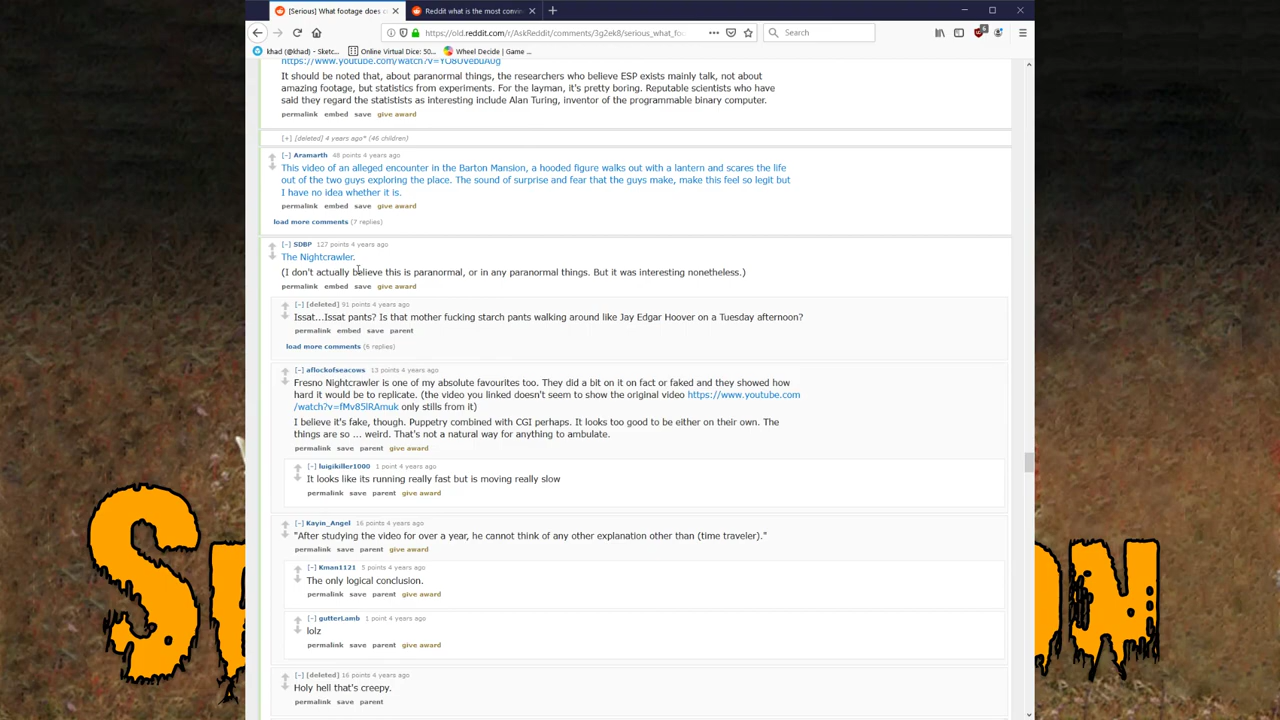 [Serious] What footage does c
Reddit what is the most convin
https://old.reddit.com/r/AskReddit/comments/3g2ek8/serious_what_fo...
Search
6
khad (@khad) - Sketc...
Online Virtual Dice: 50...
Wheel Decide | Game ...
It should be noted that, about paranormal things, the researchers who believe ESP exists mainly talk, not about
amazing footage, but statistics from experiments. For the layman, it's pretty boring. Reputable scientists who have
said they regard the statistists as interesting include Alan Turing, inventor of the programmable binary computer.
permalink embed save give award
[+] [deleted] 4 years ago* (46 children)
[–] Aramarth 48 points 4 years ago
This video of an alleged encounter in the Barton Mansion, a hooded figure walks out with a lantern and scares the life
out of the two guys exploring the place. The sound of surprise and fear that the guys make, make this feel so legit but
I have no idea whether it is.
permalink embed save give award
load more comments (7 replies)
[–] SDBP 127 points 4 years ago
The Nightcrawler.
(I don't actually believe this is paranormal, or in any paranormal things. But it was interesting nonetheless.)
permalink embed save give award
[–] [deleted] 91 points 4 years ago
Issat...Issat pants? Is that mother fucking starch pants walking around like Jay Edgar Hoover on a Tuesday afternoon?
permalink embed save parent
load more comments (6 replies)
[–] aflockofseacows 13 points 4 years ago
Fresno Nightcrawler is one of my absolute favourites too. They did a bit on it on fact or faked and they showed how
hard it would be to replicate. (the video you linked doesn't seem to show the original video https://www.youtube.com
/watch?v=fMv85lRAmuk only stills from it)
I believe it's fake, though. Puppetry combined with CGI perhaps. It looks too good to be either on their own. The
things are so ... weird. That's not a natural way for anything to ambulate.
permalink save parent give award
[–] luigikiller1000 1 point 4 years ago
It looks like its running really fast but is moving really slow
permalink save parent give award
[–] Kayin_Angel 16 points 4 years ago
"After studying the video for over a year, he cannot think of any other explanation other than (time traveler)."
permalink save parent give award
[–] Kman1121 5 points 4 years ago
The only logical conclusion.
permalink save parent give award
[–] gutterLamb 1 point 4 years ago
lolz
permalink save parent give award
[–] [deleted] 16 points 4 years ago
Holy hell that's creepy.
permalink save parent